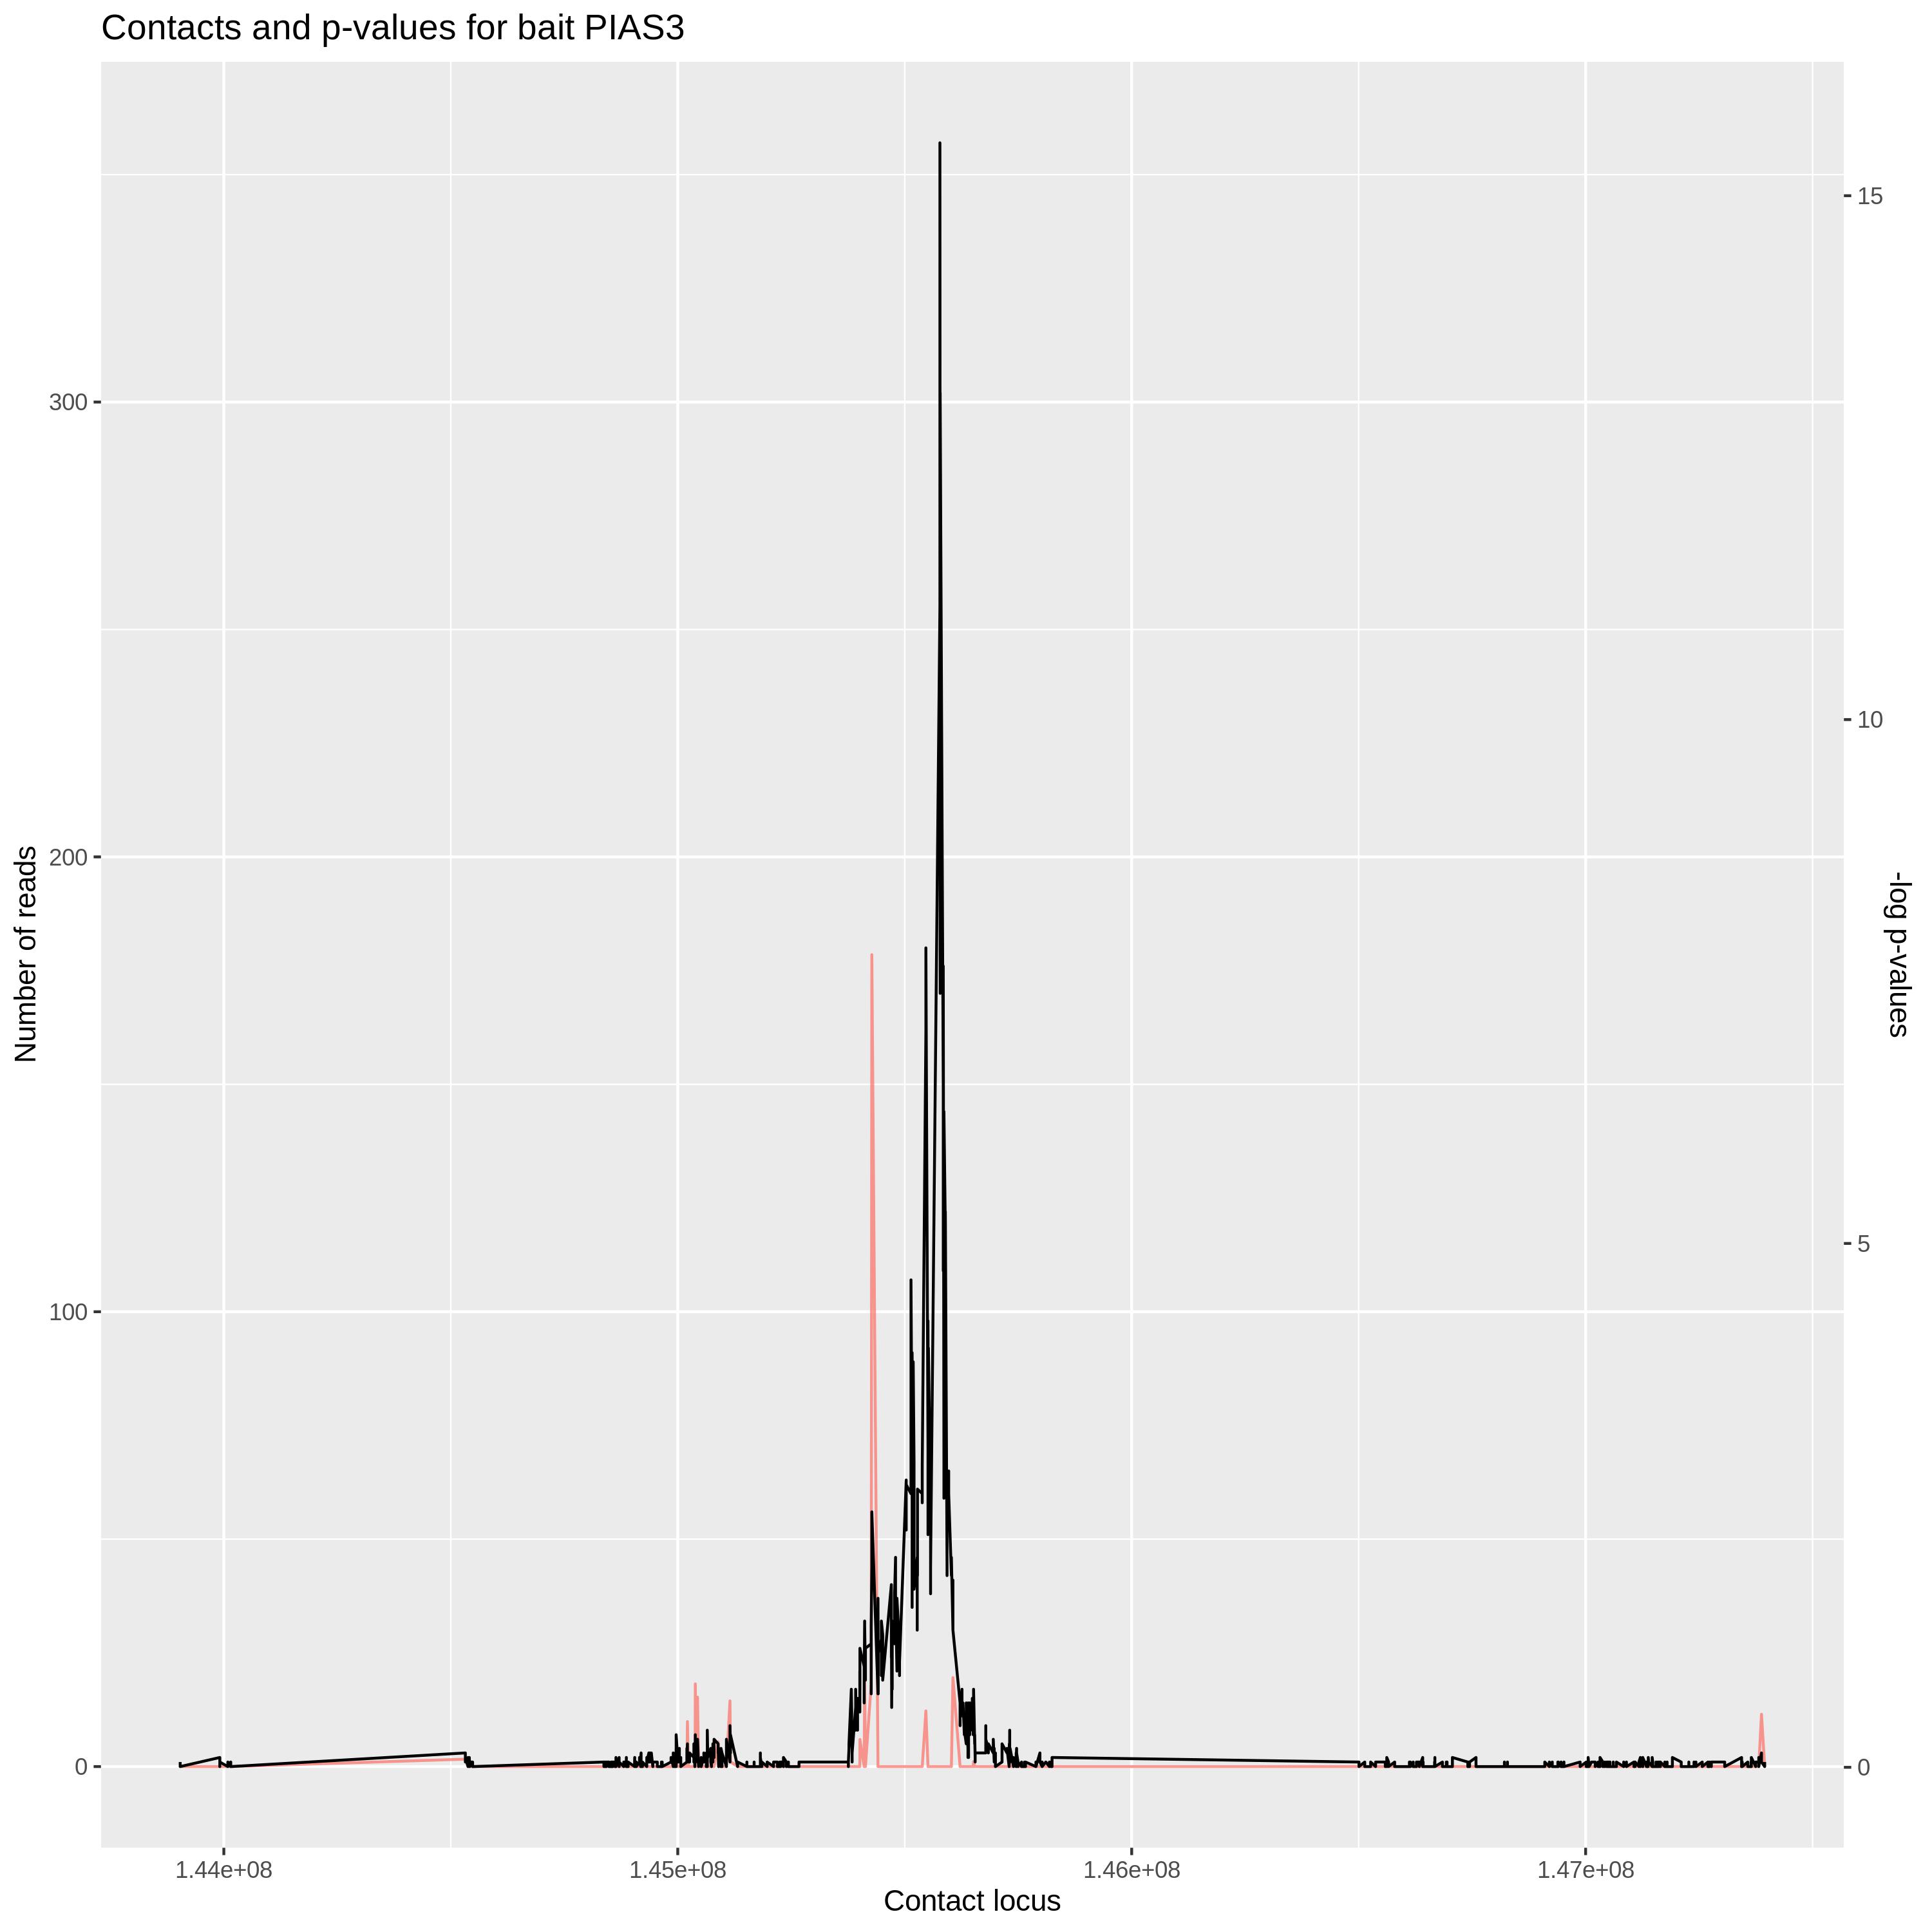 Contacts and p-values for bait PIAS3
Number of reads
300
200
100
0
15
10
5
0
-log p-values
1.44e+08
1.45e+08
1.46e+08
1.47e+08
Contact locus